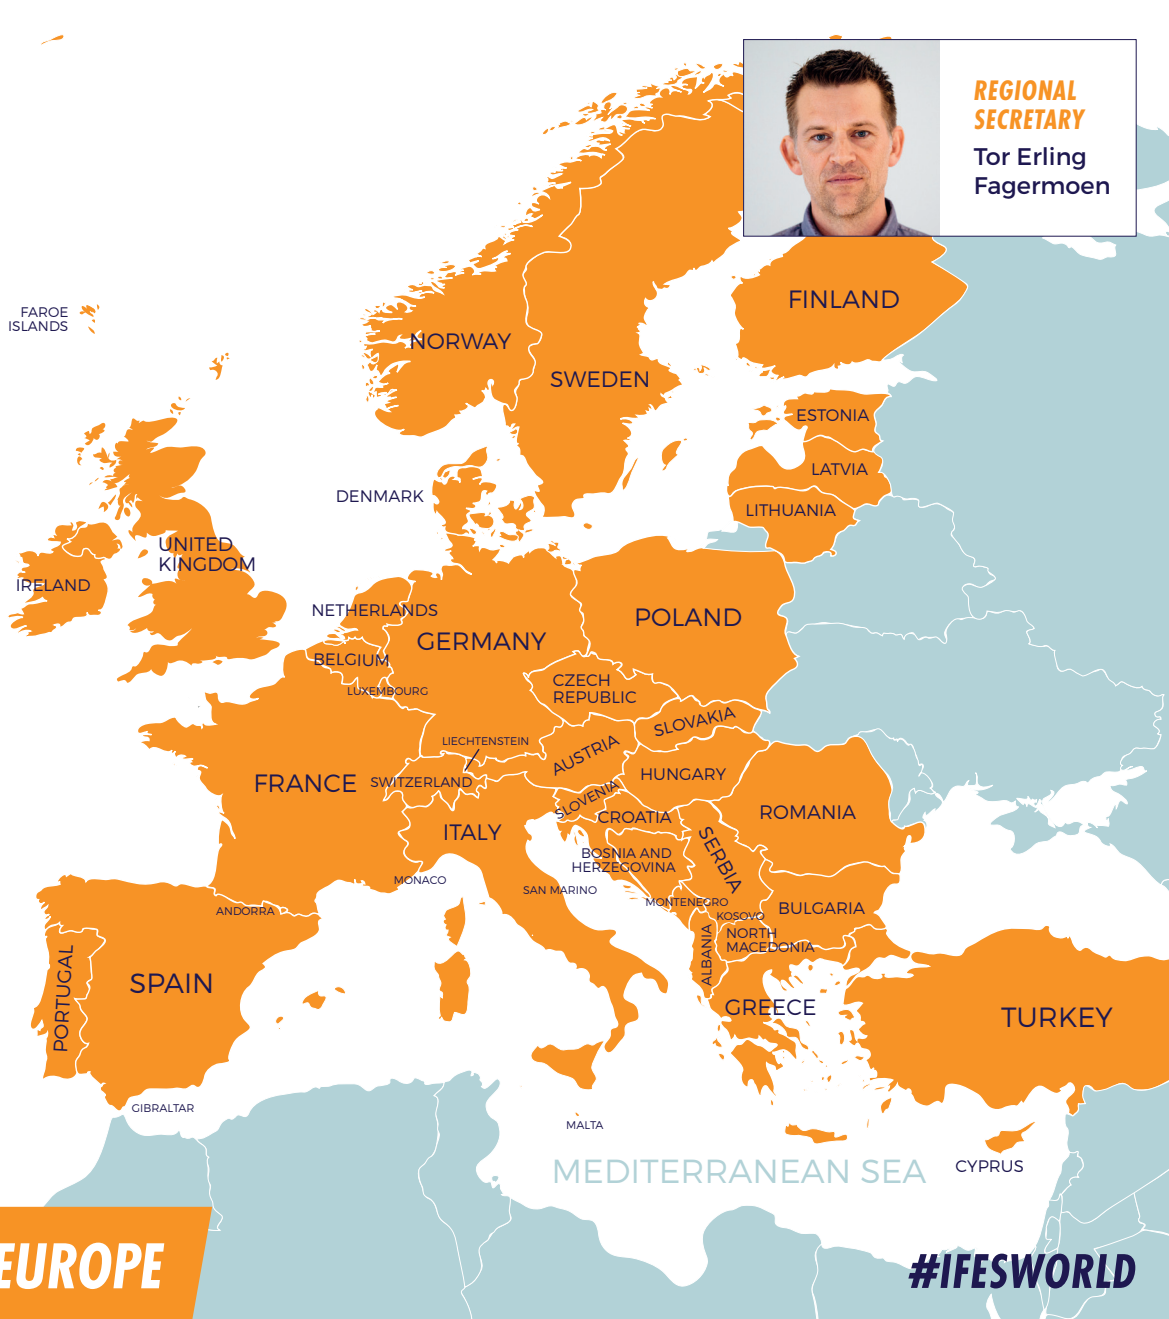 REGIONAL
SECRETARY
Tor Erling
Fagermoen
FINLAND
FAROE
ISLANDS
NORWAY
SWEDEN
ESTONIA
LATVIA
DENMARK
LITHUANIA
UNITED
KINGDOM
IRELAND
NETHERLANDS
POLAND
GERMANY
BELGIUM
CZECH
REPUBLIC
LUXEMBOURG
SLOVAKIA
LIECHTENSTEIN
AUSTRIA
HUNGARY
FRANCE
SWITZERLAND
SLOVENIA
CROATIA
ROMANIA
ITALY
BOSNIA AND
HERZEGOVINA
SERBIA
MONACO
SAN MARINO
MONTENEGRO
BULGARIA
ANDORRA
KOSOVO
NORTH
MACEDONIA
ALBANIA
PORTUGAL
SPAIN
GREECE
TURKEY
GIBRALTAR
MALTA
MEDITERRANEAN SEA
CYPRUS
EUROPE
#IFESWORLD